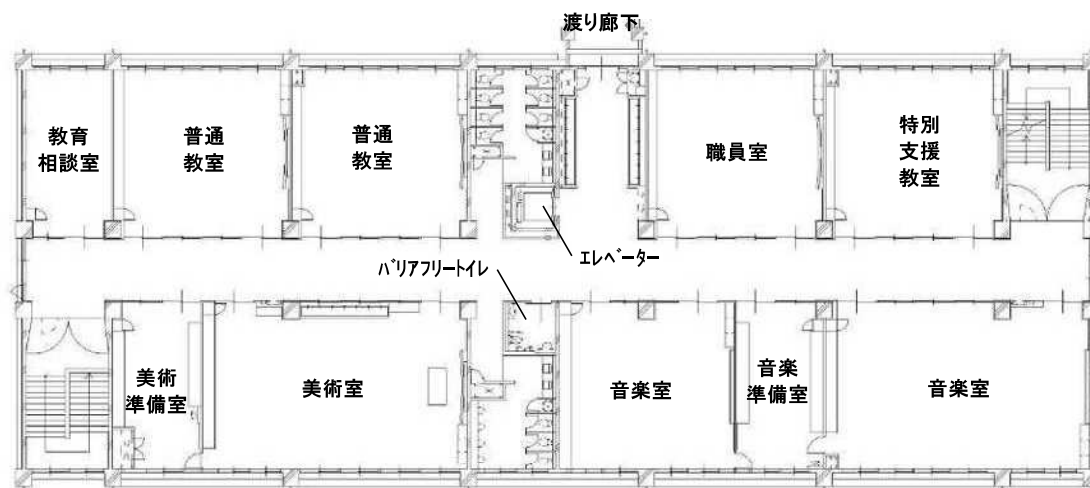 渡り廊下
教育
相談室
普通
教室
普通
教室
職員室
特別
支援
教室
エレベーター
バリアフリートイレ
美術
準備室
美術室
音楽室
音楽
準備室
音楽室